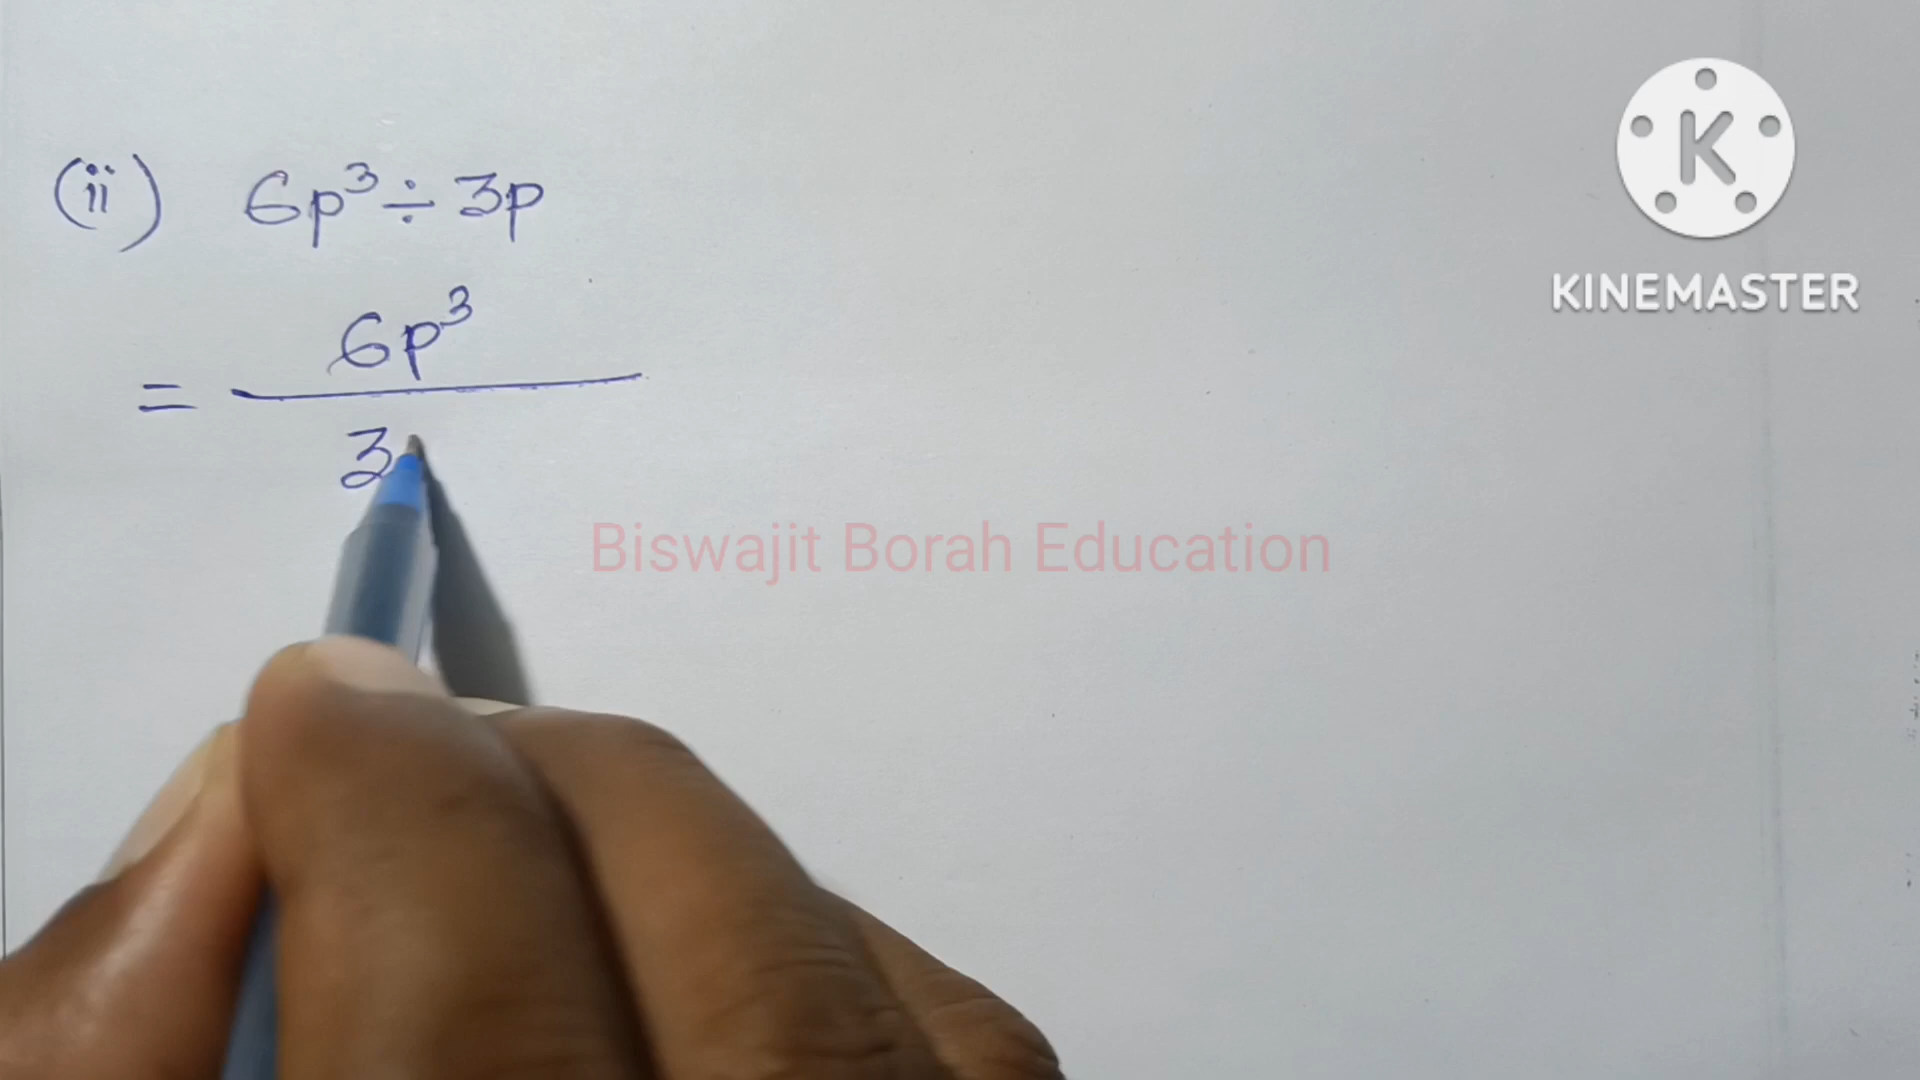 (ii) 6p³ ÷ 3p
= 6p³
3
K
KINEMASTER
Biswajit Borah Education